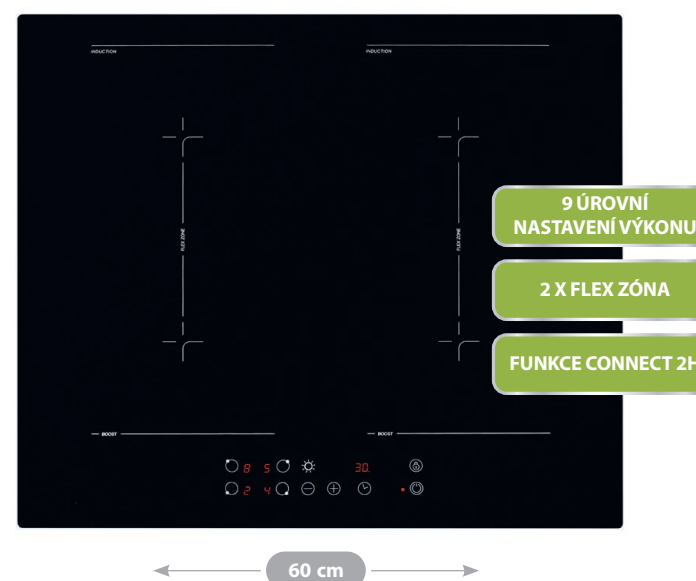 INDUCTION
INDUCTION
FLEX ZONE
FLEX ZONE
9 ÚROVNÍ
NASTAVENÍ VÝKONU
2 X FLEX ZÓNA
FUNKCE CONNECT 2H
BOOST
BOOST
8 5 30.
2 4
60 cm